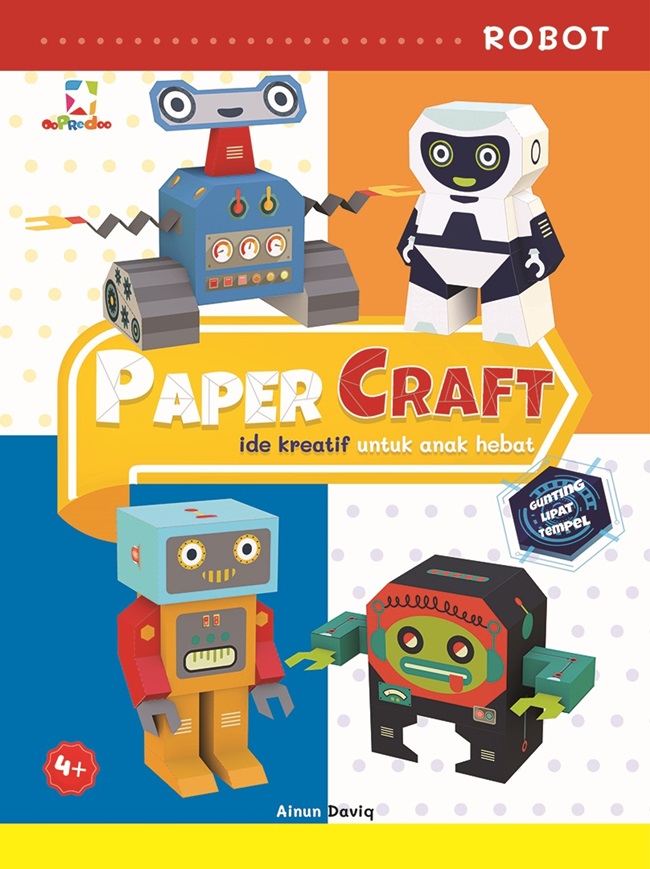 ROBOT
ooPRedoo
PAPER CRAFT
ide kreatif untuk anak hebat
GUNTING
LIPAT
TEMPEL
4+
Ainun Daviq